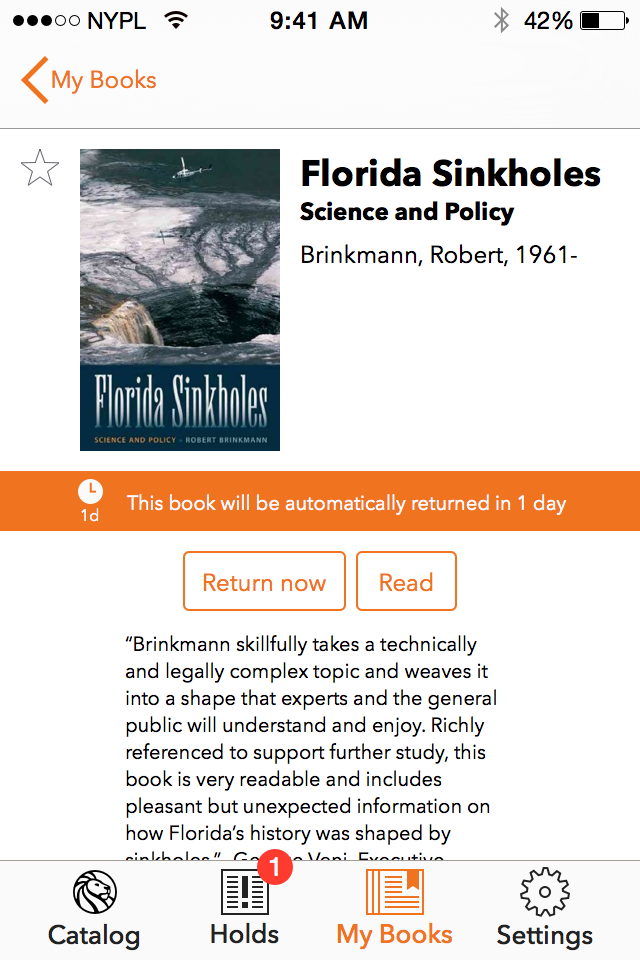 NYPL 9:41 AM 42%
My Books
Florida Sinkholes
Science and Policy
Brinkmann, Robert, 1961-
Florida Sinkholes
SCIENCE AND POLICY - ROBERT BRINKMANN
1d This book will be automatically returned in 1 day
Return now Read
“Brinkmann skillfully takes a technically
and legally complex topic and weaves it
into a shape that experts and the general
public will understand and enjoy. Richly
referenced to support further study, this
book is very readable and includes
pleasant but unexpected information on
how Florida’s history was shaped by
sinkholes.” Veni, Executive
1
Catalog Holds My Books Settings